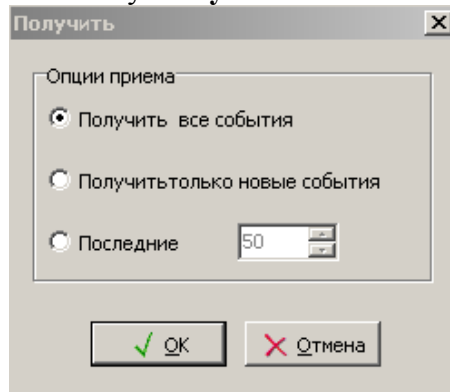 Получить
Опции приема
Получить все события
Получитьтолько новые события
Последние 50
OK Отмена